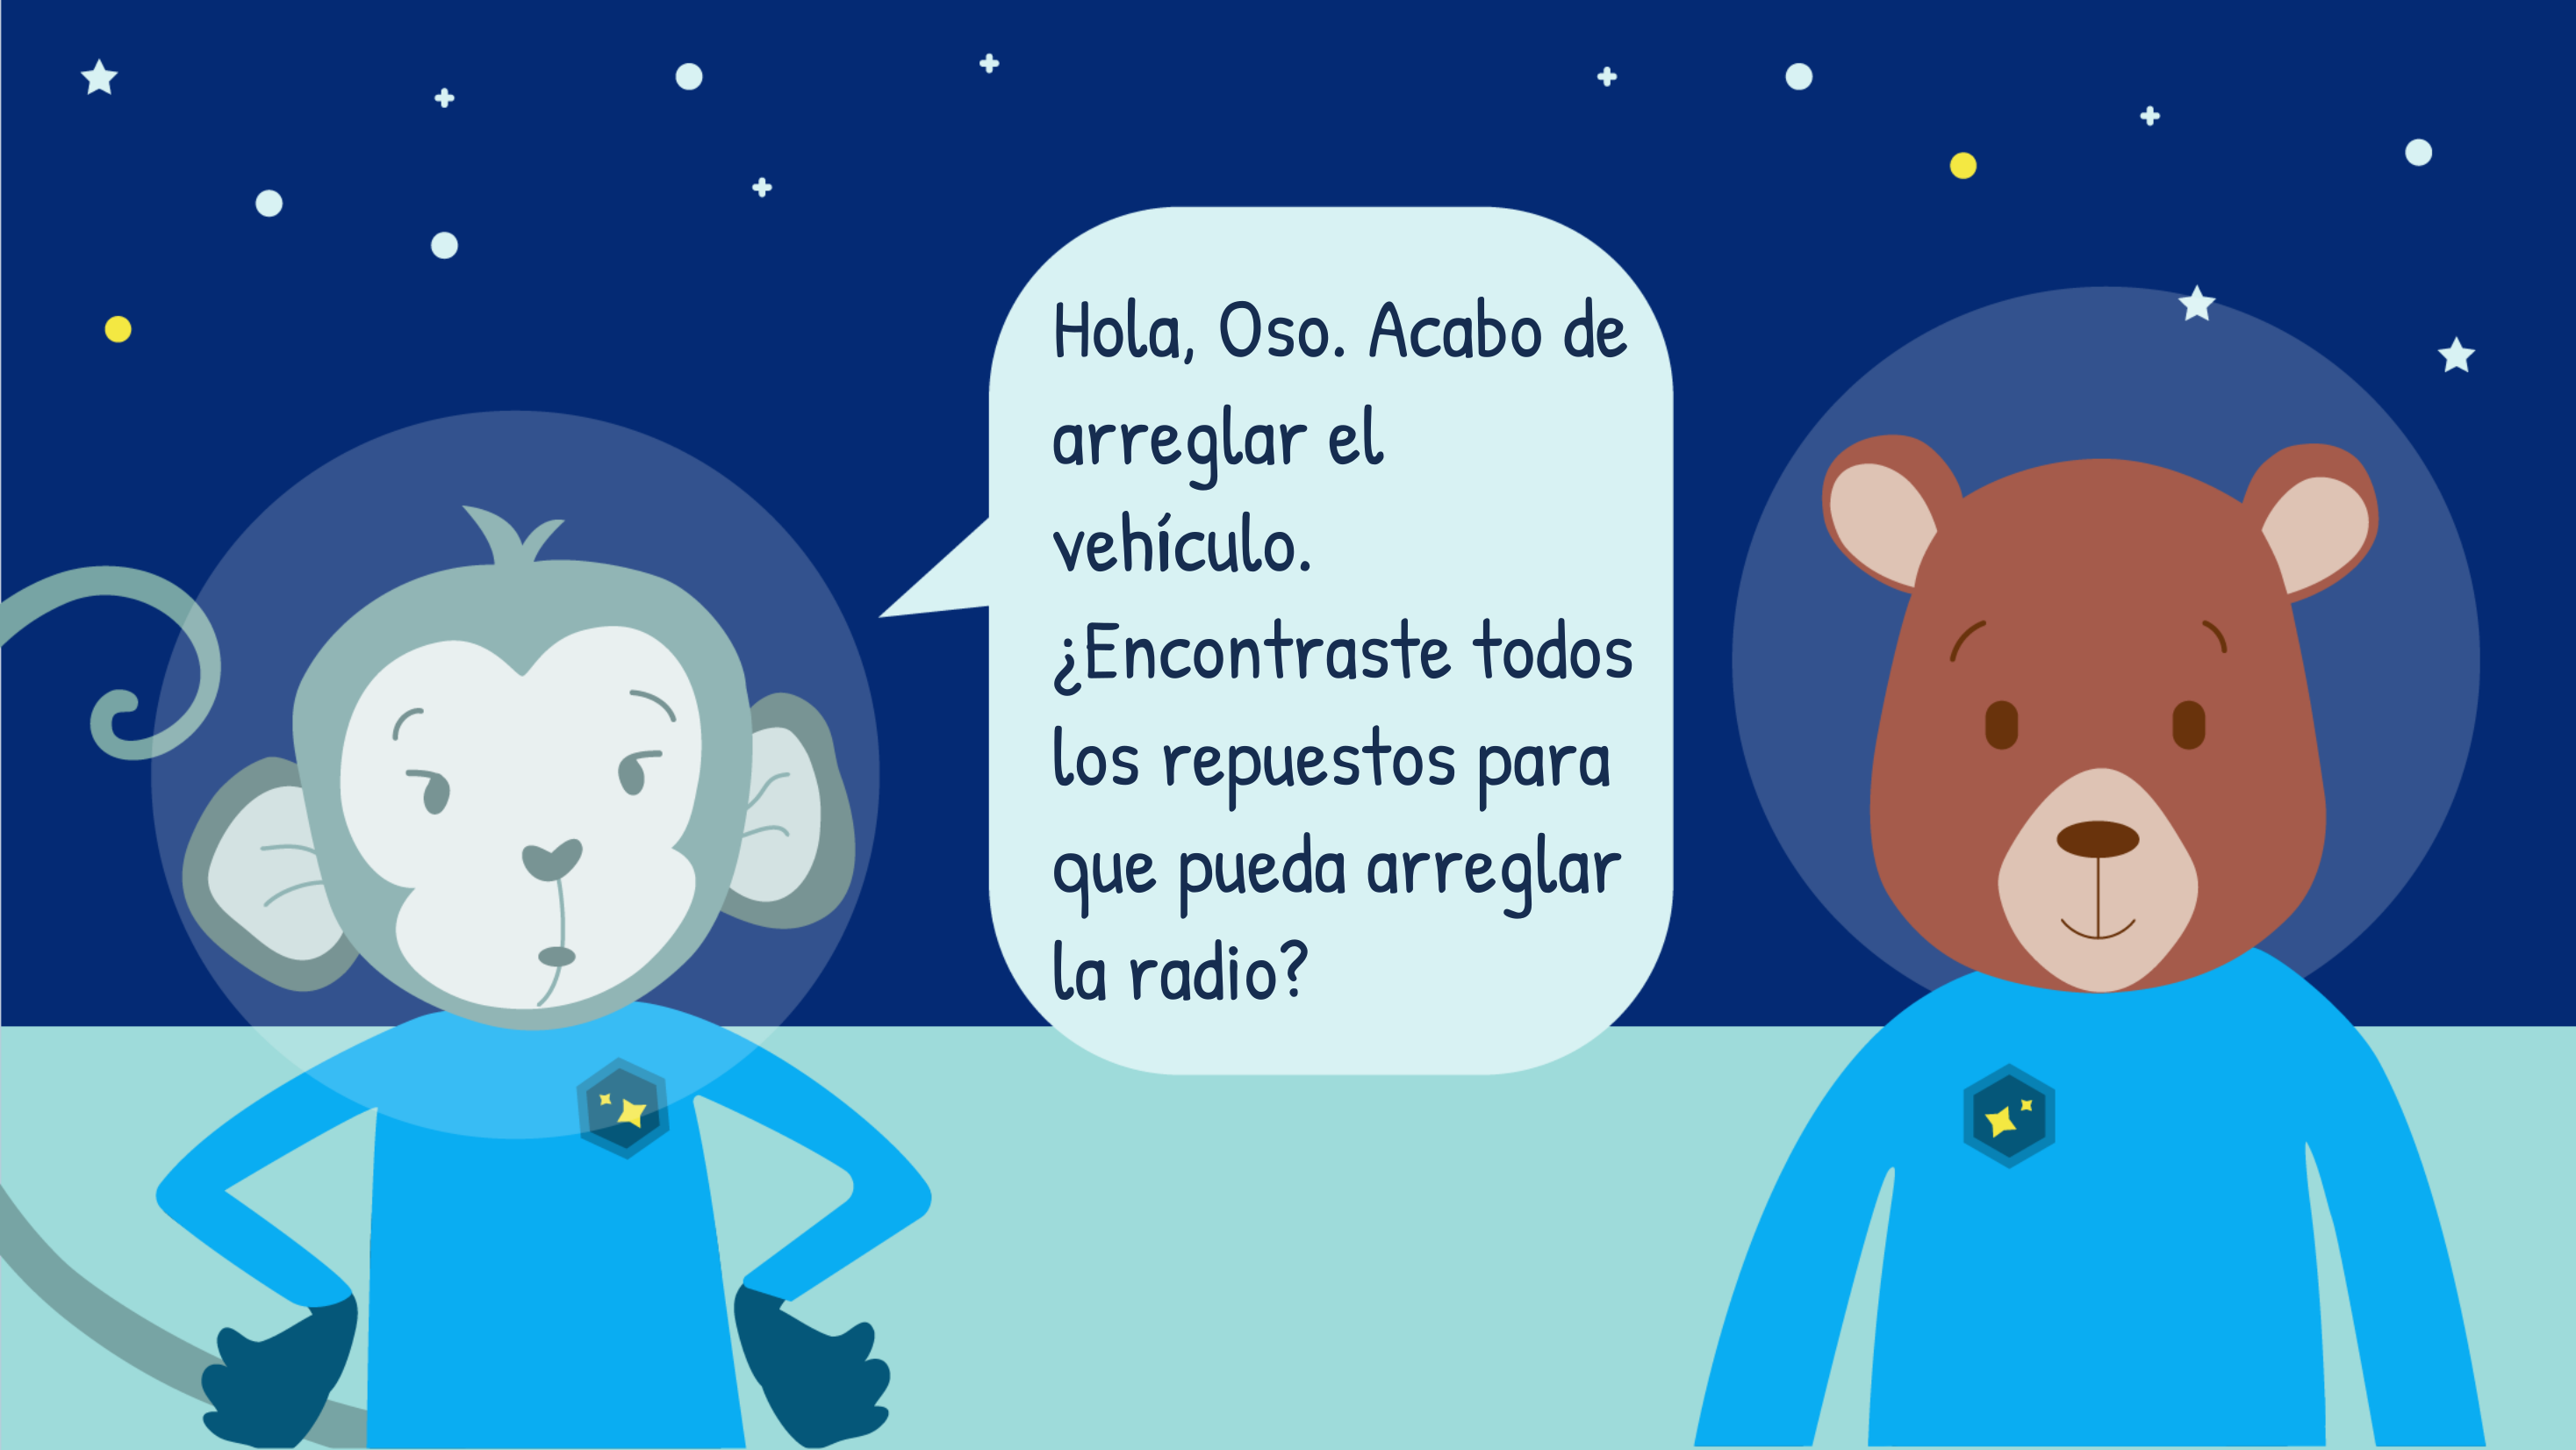 Hola, Oso. Acabo de
arreglar el
vehículo.
¿Encontraste todos
los repuestos para
que pueda arreglar
la radio?